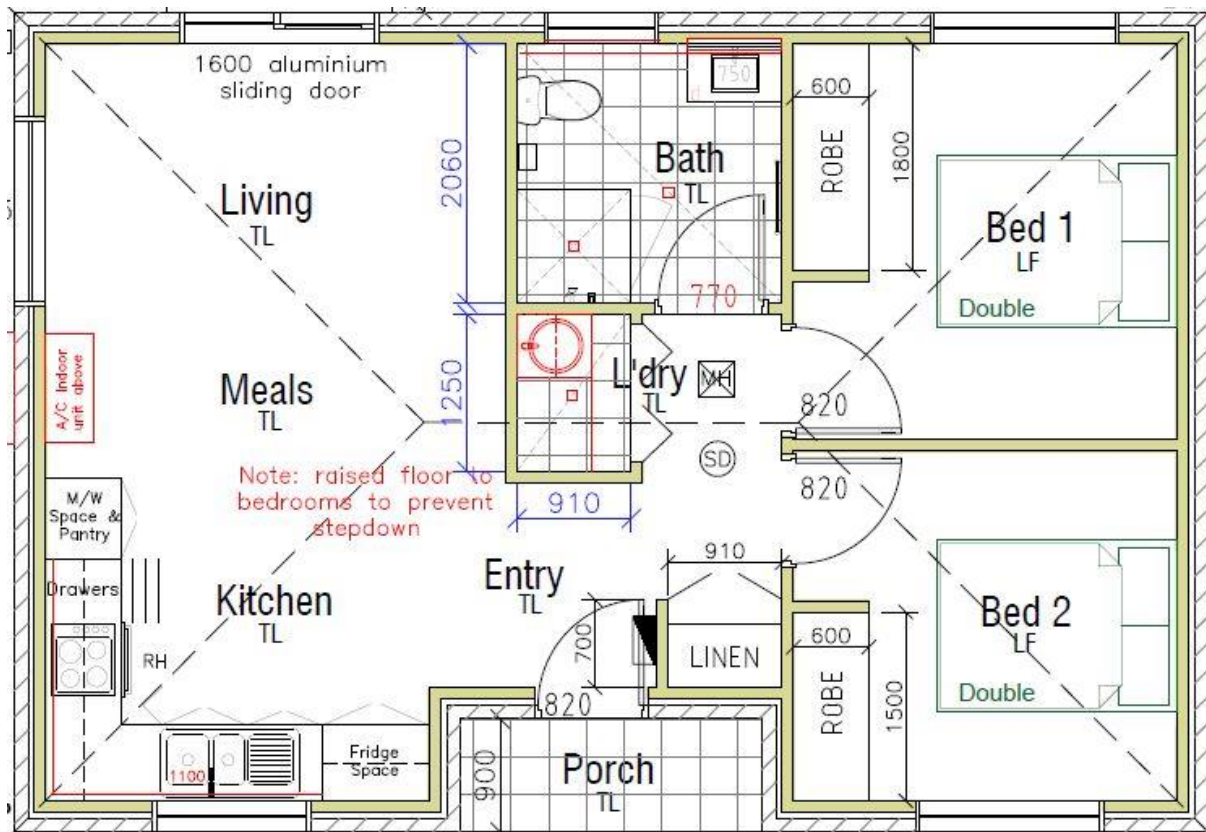 1600 aluminium
sliding door
750
600
ROBE
1800
Bath
TL
2060
Living
TL
Bed 1
LF
Double
770
A/C Indoor
unit above
Meals
TL
1250
L'dry
TL
MH
820
SD
Note: raised floor to
bedrooms to prevent
stepdown
910
820
M/W
Space &
Pantry
Drawers
Kitchen
TL
Entry
TL
910
Bed 2
LF
Double
RH
700
LINEN
600
ROBE
1500
820
1100
Fridge
Space
900
Porch
TL